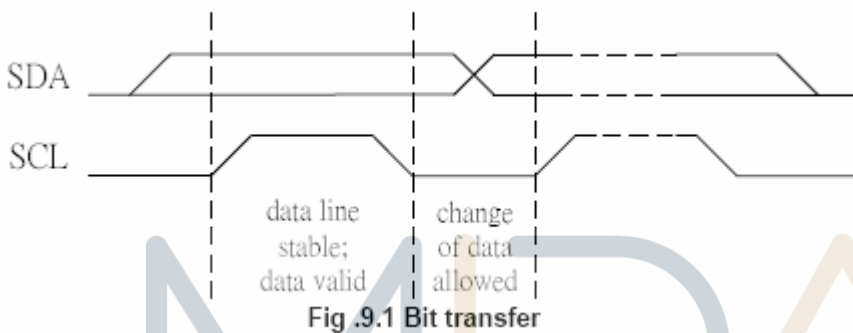 SDA
SCL
data line
stable;
data valid
change
of data
allowed
Fig .9.1 Bit transfer